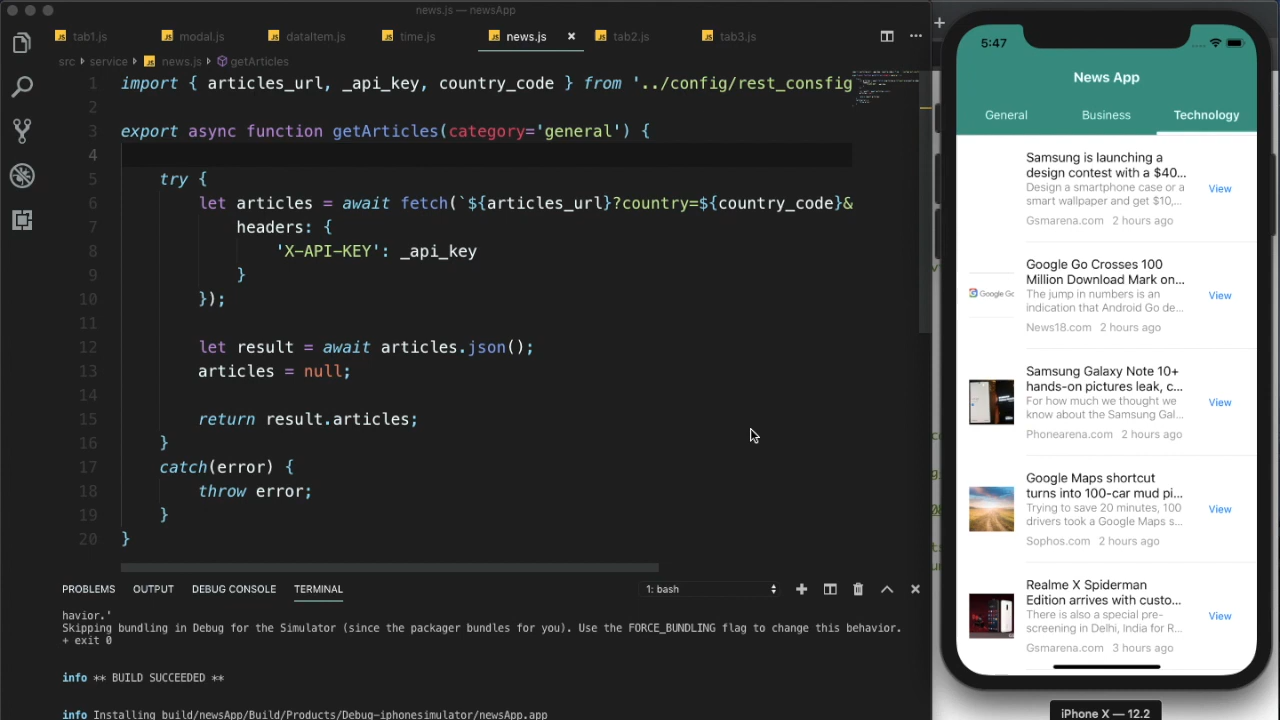 news.js — newsApp
tab1.js modal.js dataItem.js time.js news.js tab2.js tab3.js
src › service › news.js › getArticles
1 import { articles_url, _api_key, country_code } from '../config/rest_consfig
2
3 export async function getArticles(category='general') {
4
5 try {
6 let articles = await fetch(`${articles_url}?country=${country_code}&
7 headers: {
8 'X-API-KEY': _api_key
9 }
10 });
11
12 let result = await articles.json();
13 articles = null;
14
15 return result.articles;
16 }
17 catch(error) {
18 throw error;
19 }
20 }
PROBLEMS OUTPUT DEBUG CONSOLE TERMINAL 1: bash
havior.'
Skipping bundling in Debug for the Simulator (since the packager bundles for you). Use the FORCE_BUNDLING flag to change this behavior.
+ exit 0
info ** BUILD SUCCEEDED **
info Installing build/newsApp/Build/Products/Debug-iphonesimulator/newsApp.app
5:47
News App
General Business Technology
Samsung is launching a
design contest with a $40...
Design a smartphone case or a
smart wallpaper and get $10,...
View
Gsmarena.com 2 hours ago
Google Go Crosses 100
Million Download Mark on...
The jump in numbers is an
indication that Android Go de...
View
Google Go
News18.com 2 hours ago
Samsung Galaxy Note 10+
hands-on pictures leak, c...
For how much we thought we
know about the Samsung Gal...
View
Phonearena.com 2 hours ago
Google Maps shortcut
turns into 100-car mud pi...
Trying to save 20 minutes, 100
drivers took a Google Maps s...
View
Sophos.com 2 hours ago
Realme X Spiderman
Edition arrives with custo...
There is also a special pre-
screening in Delhi, India for R...
View
Gsmarena.com 3 hours ago
iPhone X — 12.2